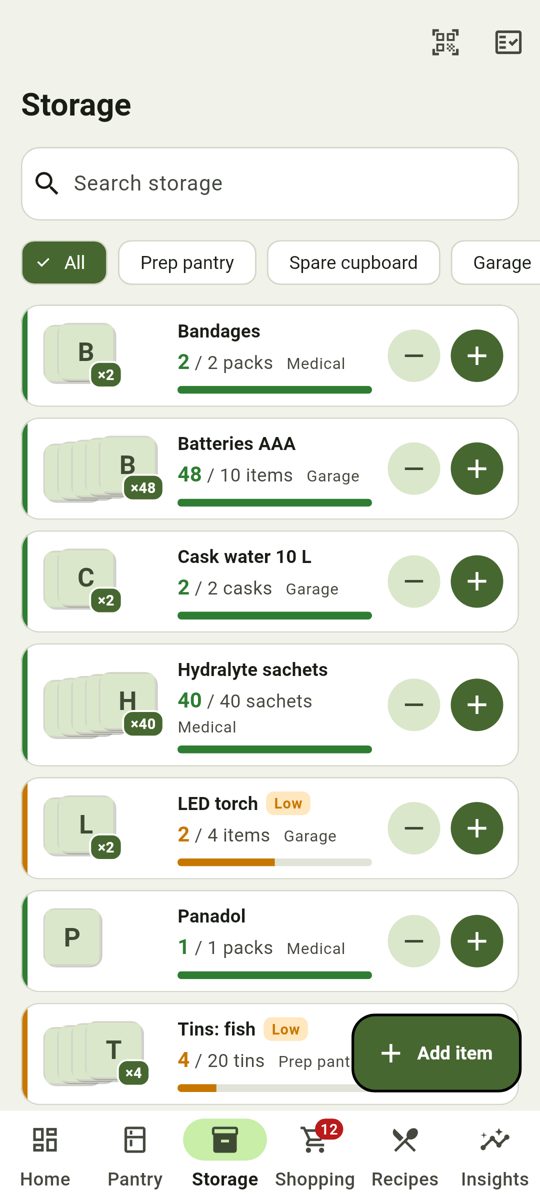 Storage
Search storage
All
Prep pantry
Spare cupboard
Garage
B
×2
Bandages
2 / 2 packs Medical
B
×48
Batteries AAA
48 / 10 items Garage
C
×2
Cask water 10 L
2 / 2 casks Garage
H
×40
Hydralyte sachets
40 / 40 sachets
Medical
L
×2
LED torch Low
2 / 4 items Garage
P
Panadol
1 / 1 packs Medical
T
×4
Tins: fish Low
4 / 20 tins Prep pant
Add item
12
Home
Pantry
Storage
Shopping
Recipes
Insights